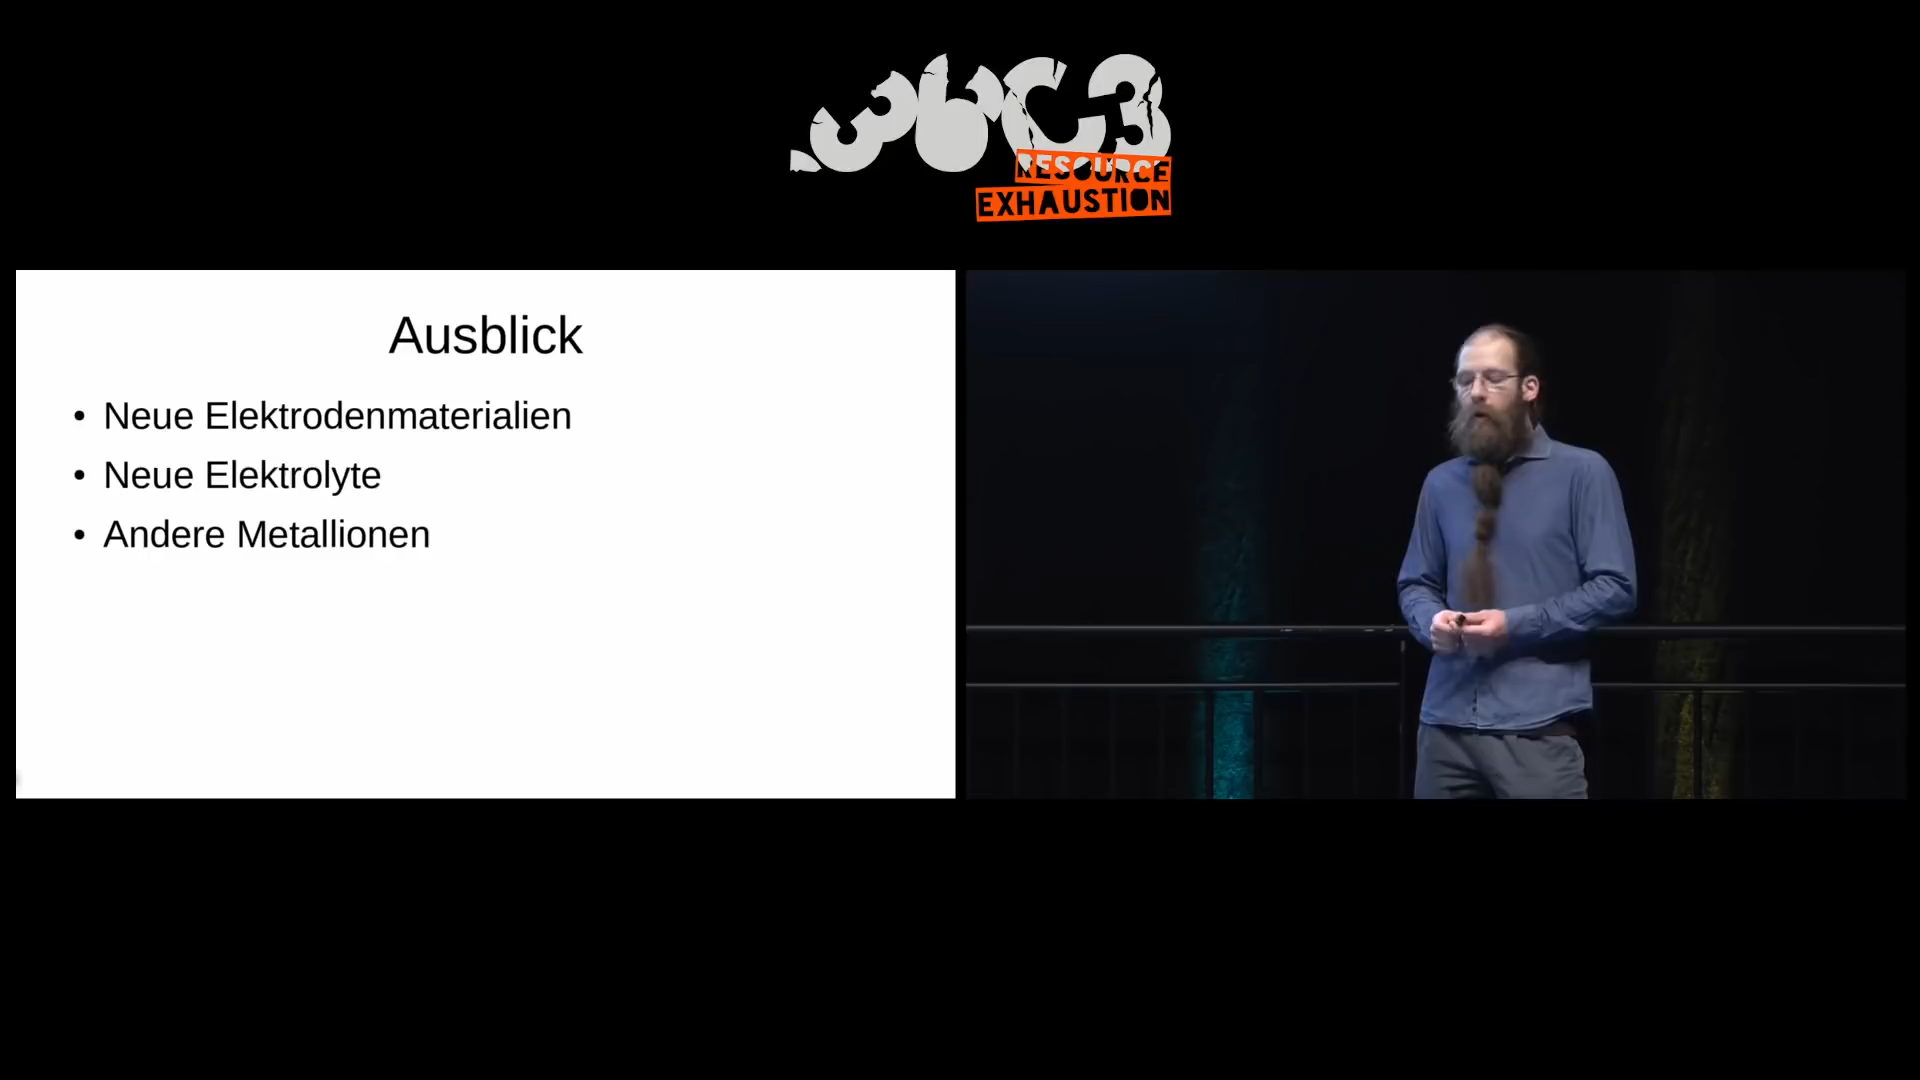 36C3
RESOURCE
EXHAUSTION
Ausblick
• Neue Elektrodenmaterialien
• Neue Elektrolyte
• Andere Metallionen